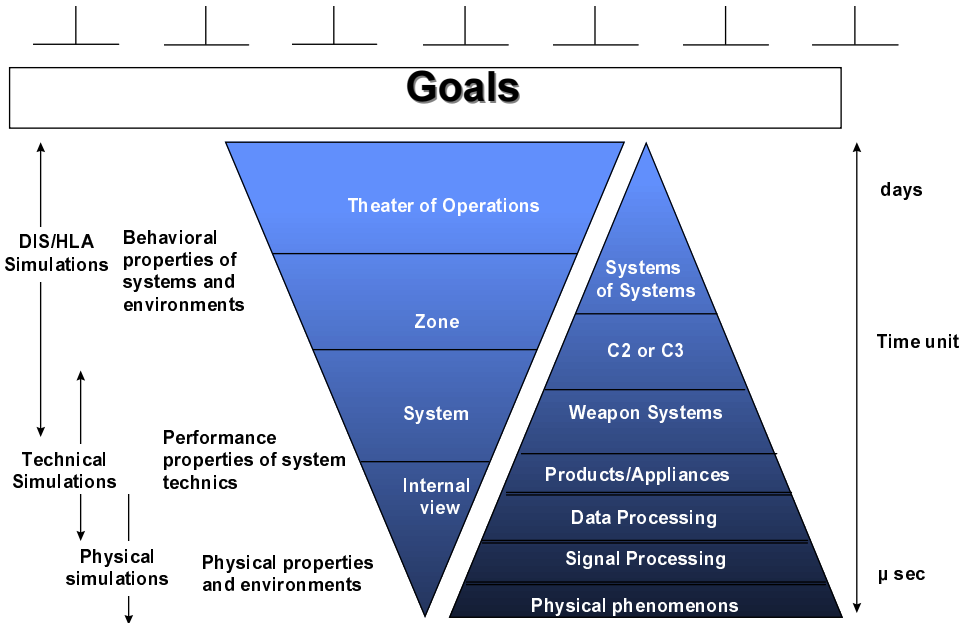 Goals
DIS/HLA
Simulations
Behavioral
properties of
systems and
environments
Technical
Simulations
Performance
properties of system
technics
Physical
simulations
Physical properties
and environments
Theater of Operations
Zone
System
Internal
view
Systems
of Systems
C2 or C3
Weapon Systems
Products/Appliances
Data Processing
Signal Processing
Physical phenomenons
days
Time unit
µ sec